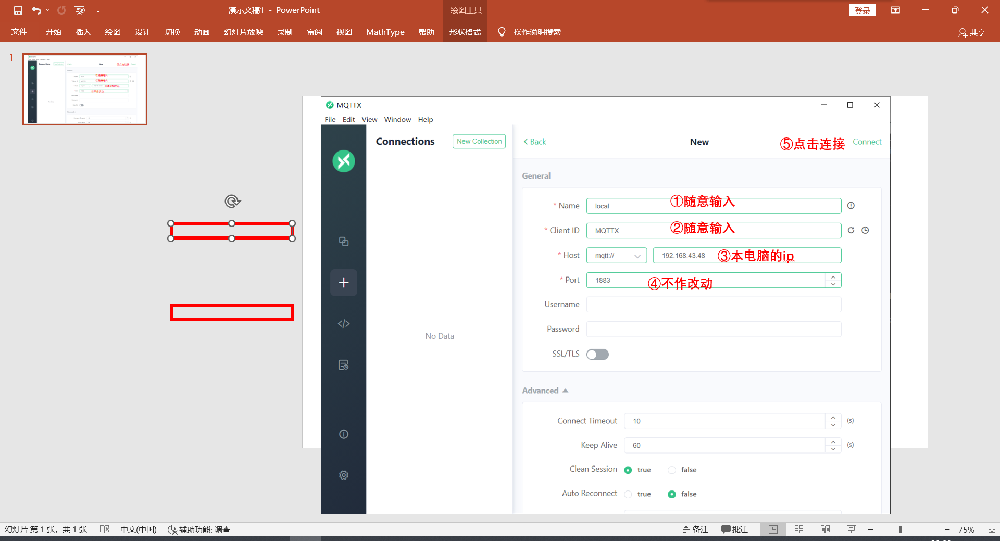 演示文稿1 - PowerPoint
绘图工具
登录
文件 开始 插入 绘图 设计 切换 动画 幻灯片放映 录制 审阅 视图 MathType 帮助 形状格式 操作说明搜索 共享
1
MQTTX
File Edit View Window Help
Connections New Collection
Back New ⑤点击连接 Connect
General
* Name local ①随意输入
* Client ID MQTTX ②随意输入
* Host mqtt:// 192.168.43.48 ③本电脑的ip
* Port 1883 ④不作改动
Username
Password
No Data
SSL/TLS
Advanced
Connect Timeout 10 (s)
Keep Alive 60 (s)
Clean Session true false
Auto Reconnect true false
幻灯片 第 1 张，共 1 张 中文(中国) 辅助功能: 调查 备注 批注 75%